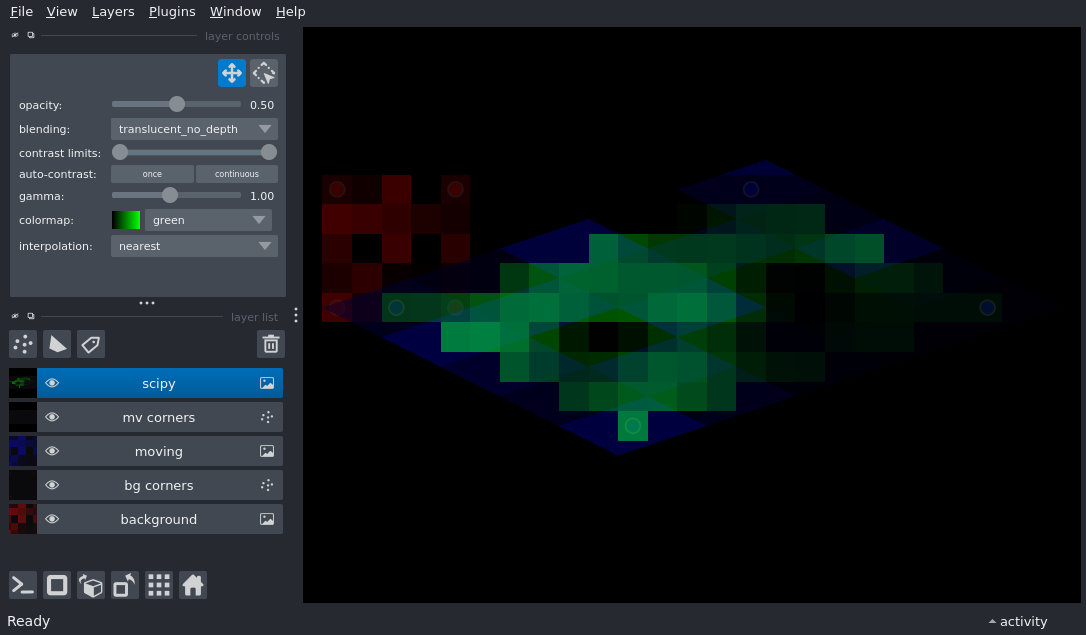 File View Layers Plugins Window Help
layer controls
opacity: 0.50
blending: translucent_no_depth
contrast limits:
auto-contrast: once continuous
gamma: 1.00
colormap: green
interpolation: nearest
layer list
scipy
mv corners
moving
bg corners
background
Ready
activity